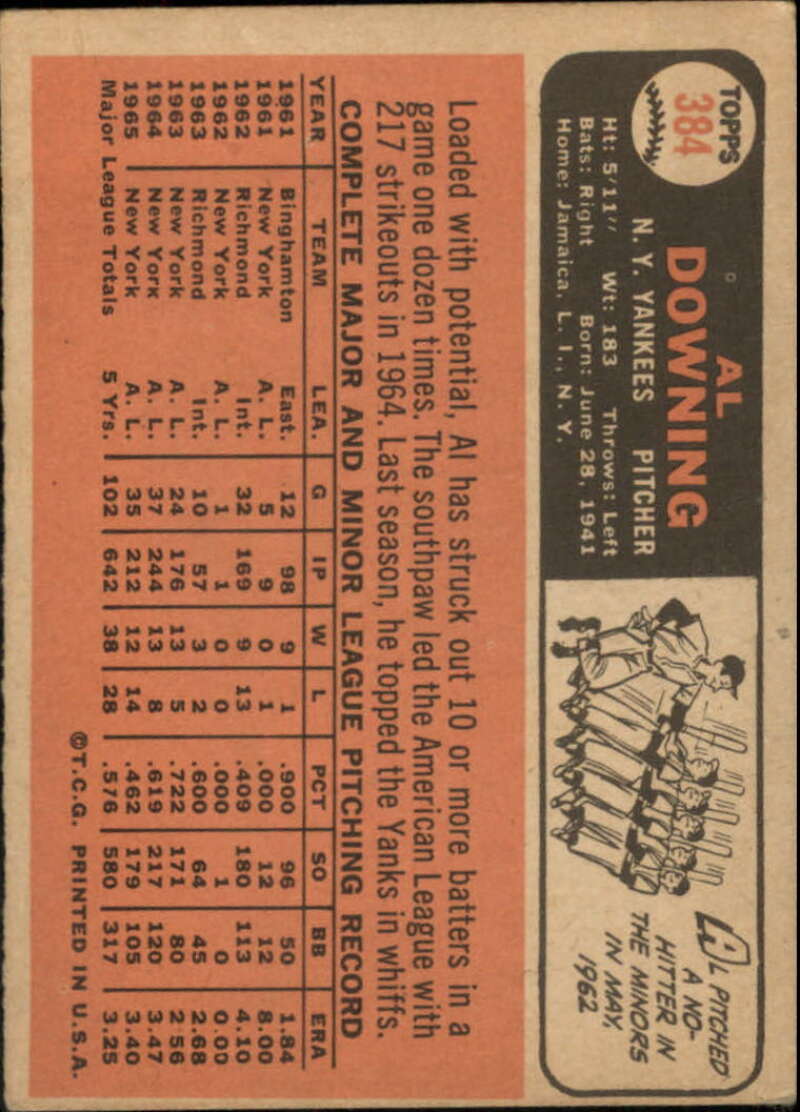 TOPPS
384
AL
DOWNING
N. Y. YANKEES PITCHER
Ht: 5'11" Wt: 183 Throws: Left
Bats: Right Born: June 28, 1941
Home: Jamaica, L. I., N. Y.
AL PITCHED
A NO-
HITTER IN
THE MINORS
IN MAY,
1962
Loaded with potential, Al has struck out 10 or more batters in a
game one dozen times. The southpaw led the American League with
217 strikeouts in 1964. Last season, he topped the Yanks in whiffs.
COMPLETE MAJOR AND MINOR LEAGUE PITCHING RECORD
YEAR TEAM LEA. G IP W L PCT SO BB ERA
1961 Binghamton East. 12 98 9 1 .900 96 50 1.84
1961 New York A. L. 5 9 0 1 .000 12 12 8.00
1962 Richmond Int. 32 169 9 13 .409 180 113 4.10
1962 New York A. L. 1 1 0 0 .000 1 0 0.00
1963 Richmond Int. 10 57 3 2 .600 64 45 2.68
1963 New York A. L. 24 176 13 5 .722 171 80 2.56
1964 New York A. L. 37 244 13 8 .619 217 120 3.47
1965 New York A. L. 35 212 12 14 .462 179 105 3.40
Major League Totals 5 Yrs. 102 642 38 28 .576 580 317 3.25
©T.C.G. PRINTED IN U.S.A.